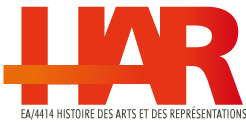 HAR
EA/4414 HISTOIRE DES ARTS ET DES REPRÉSENTATIONS